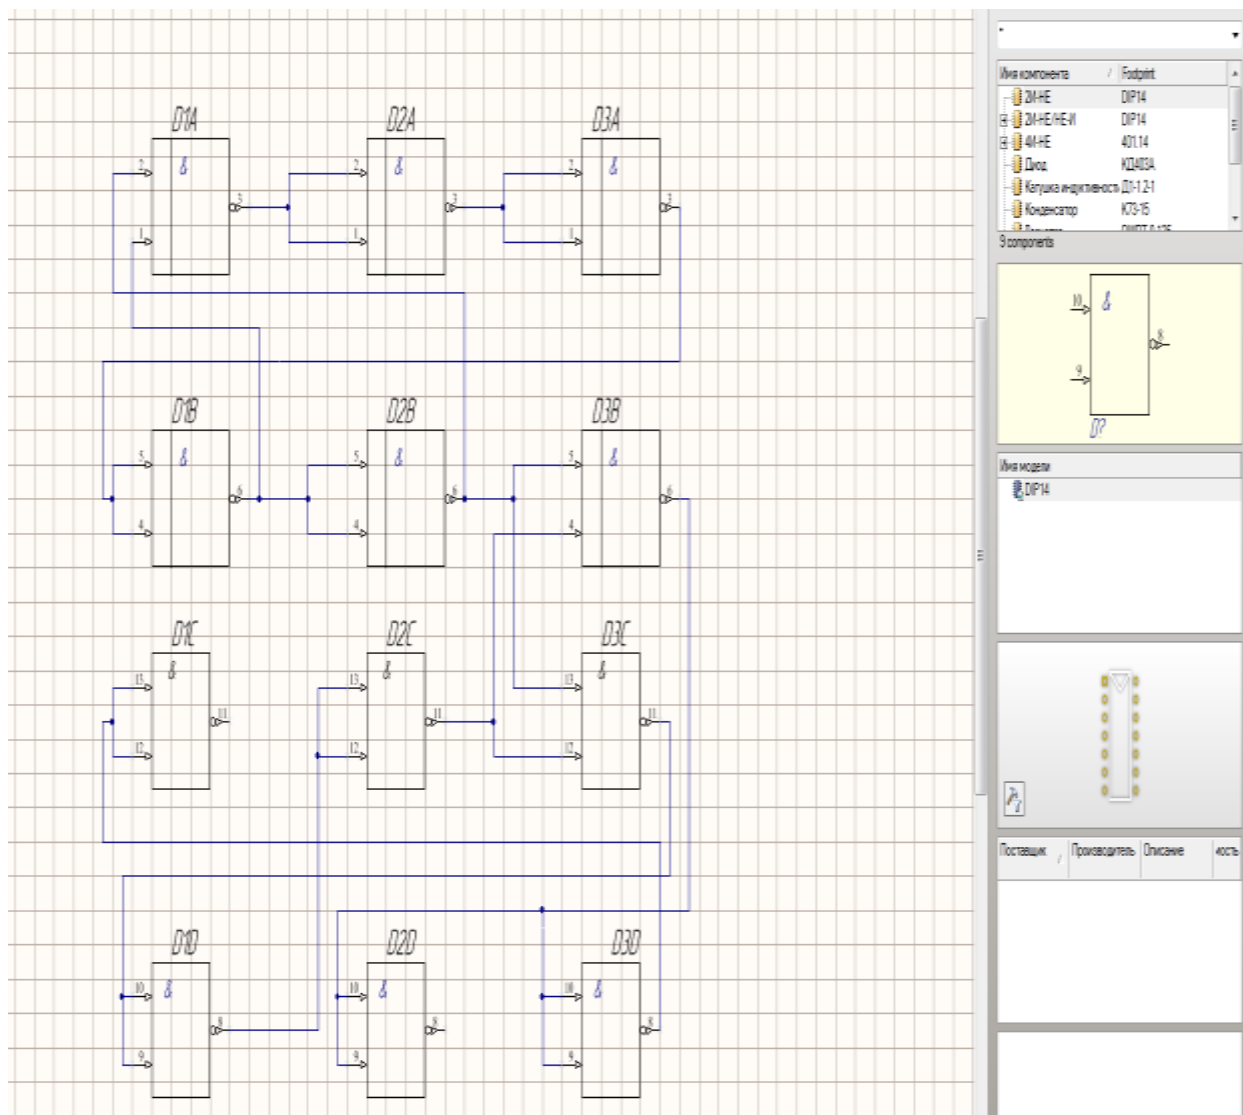 D1A D2A D3A
2 & 3 2 & 3 2 & 3
1 1 1
D1B D2B D3B
5 & 6 5 & 6 5 & 6
4 4 4
D1C D2C D3C
13 & 11 13 & 11 13 & 11
12 12 12
D1D D2D D3D
10 & 8 10 & 8 10 & 8
9 9 9
*
Имя компонента / Footprint
2И-НЕ DIP14
2И-НЕ/НЕ-И DIP14
4И-НЕ 401.14
Диод КД403А
Катушка индуктивност Д1-1.2-1
Конденсатор К73-15
9 components
10 & 8
9
D?
Имя модели
DIP14
Поставщик / Производитель Описание мость